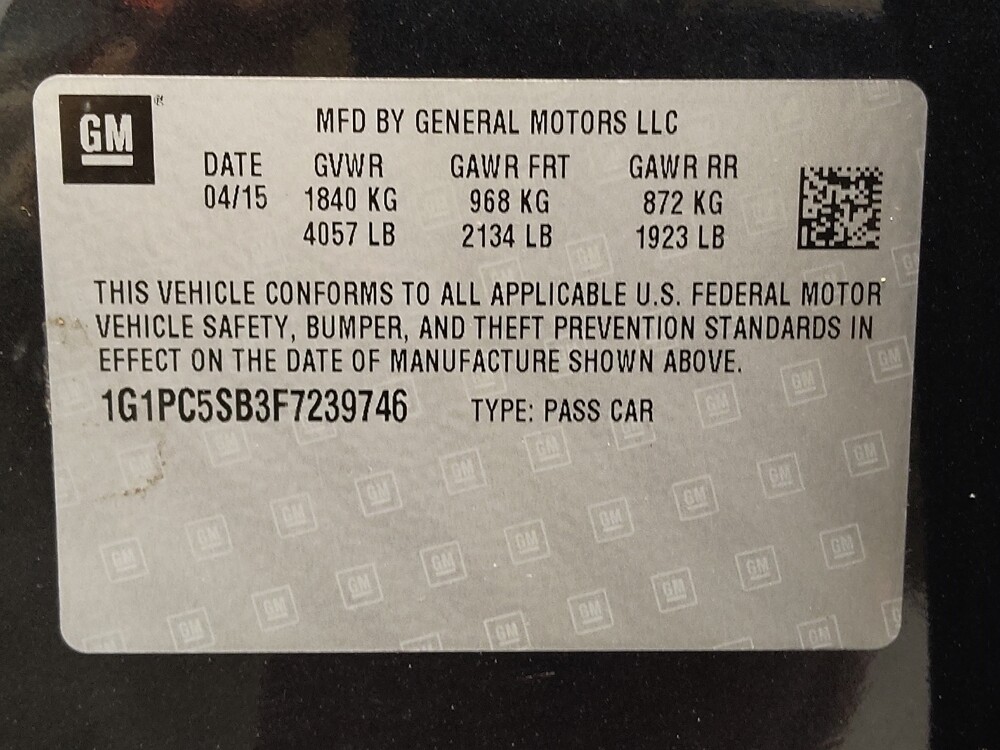 GM ®
MFD BY GENERAL MOTORS LLC
DATE GVWR GAWR FRT GAWR RR
04/15 1840 KG 968 KG 872 KG
4057 LB 2134 LB 1923 LB
THIS VEHICLE CONFORMS TO ALL APPLICABLE U.S. FEDERAL MOTOR
VEHICLE SAFETY, BUMPER, AND THEFT PREVENTION STANDARDS IN
EFFECT ON THE DATE OF MANUFACTURE SHOWN ABOVE.
1G1PC5SB3F7239746 TYPE: PASS CAR